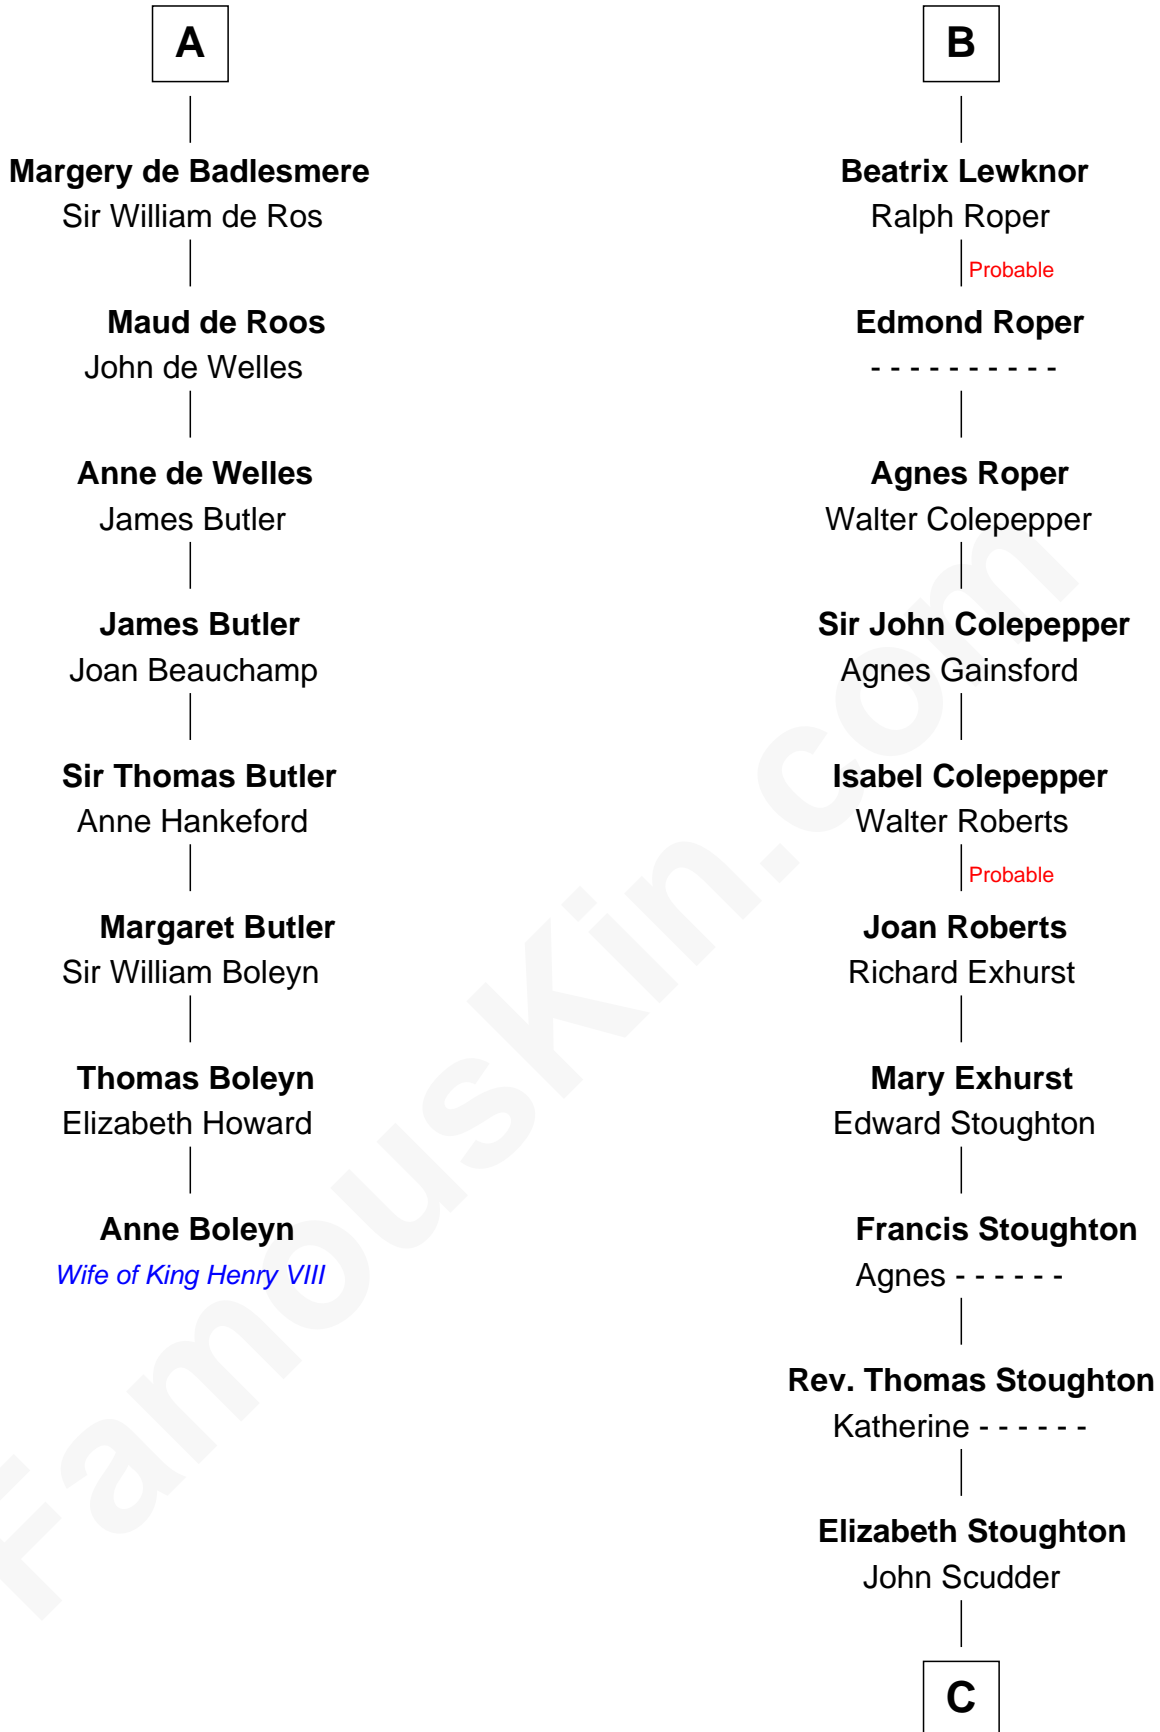 A
Margery de Badlesmere
Sir William de Ros
Maud de Roos
John de Welles
Anne de Welles
James Butler
James Butler
Joan Beauchamp
Sir Thomas Butler
Anne Hankeford
Margaret Butler
Sir William Boleyn
Thomas Boleyn
Elizabeth Howard
Anne Boleyn
Wife of King Henry VIII
B
Beatrix Lewknor
Ralph Roper
Probable
Edmond Roper
- - - - - - - - - -
Agnes Roper
Walter Colepepper
Sir John Colepepper
Agnes Gainsford
Isabel Colepepper
Walter Roberts
Probable
Joan Roberts
Richard Exhurst
Mary Exhurst
Edward Stoughton
Francis Stoughton
Agnes - - - - - -
Rev. Thomas Stoughton
Katherine - - - - - -
Elizabeth Stoughton
John Scudder
C
FamousKin.com